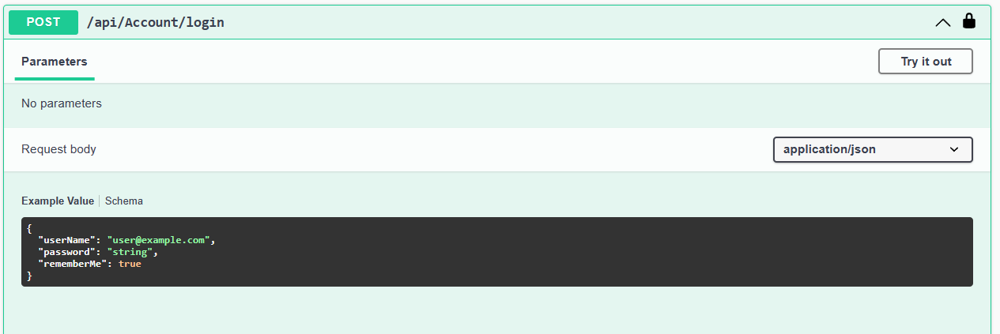 POST /api/Account/login
Parameters
Try it out
No parameters
Request body
application/json
Example Value | Schema
{
  "userName": "user@example.com",
  "password": "string",
  "rememberMe": true
}